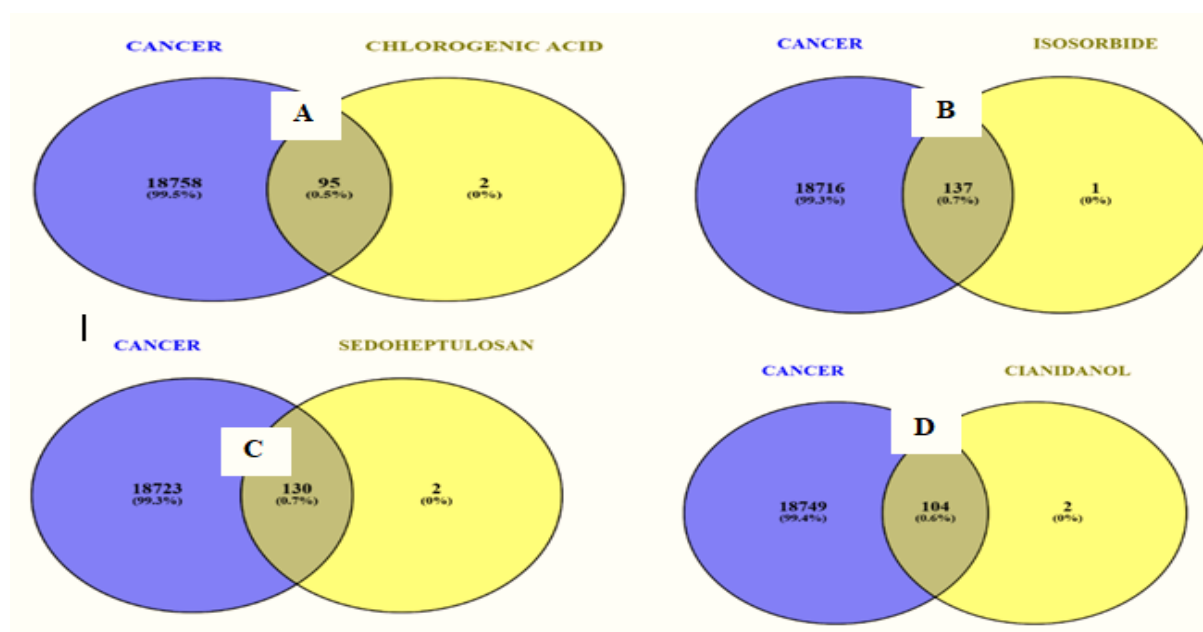 CANCER CHLOROGENIC ACID
A
18758 95 2
(99.5%) (0.5%) (0%)
CANCER ISOSORBIDE
B
18716 137 1
(99.3%) (0.7%) (0%)
CANCER SEDOHEPTULOSAN
C
18723 130 2
(99.3%) (0.7%) (0%)
CANCER CIANIDANOL
D
18749 104 2
(99.4%) (0.6%) (0%)